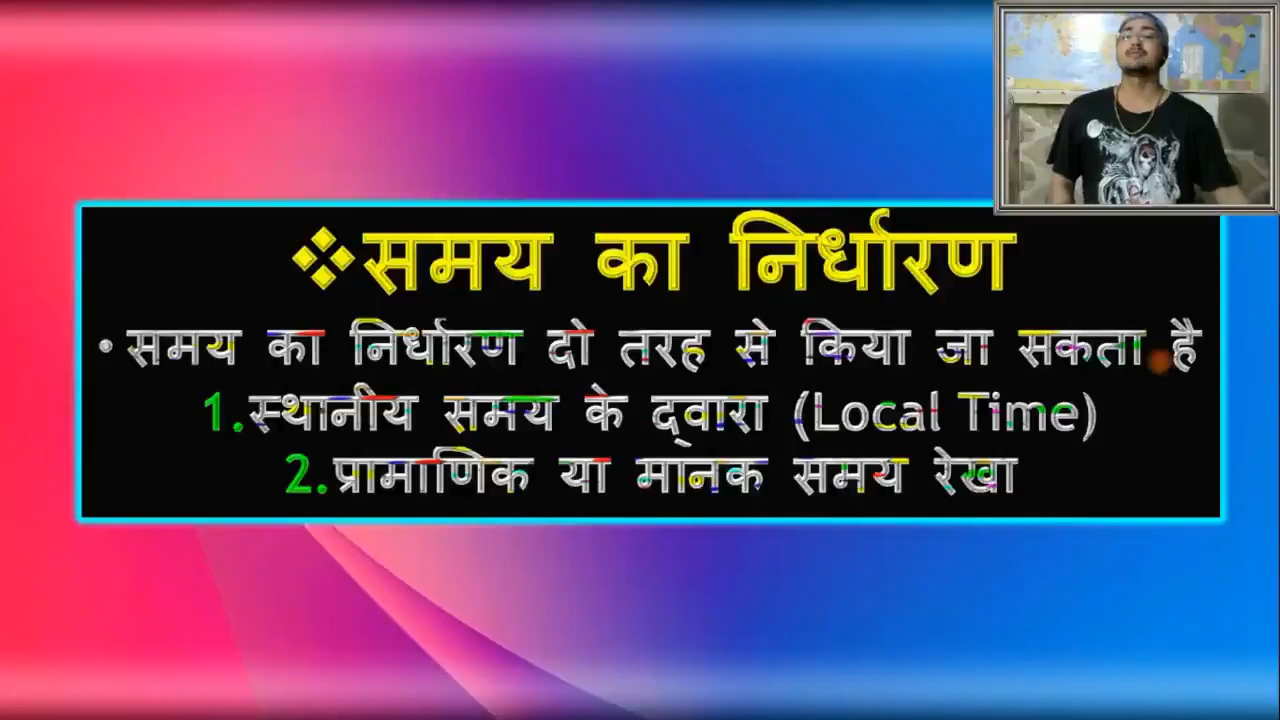 ❖समय का निर्धारण
•समय का निर्धारण दो तरह से किया जा सकता है
1.स्थानीय समय के द्वारा (Local Time)
2.प्रामाणिक या मानक समय रेखा